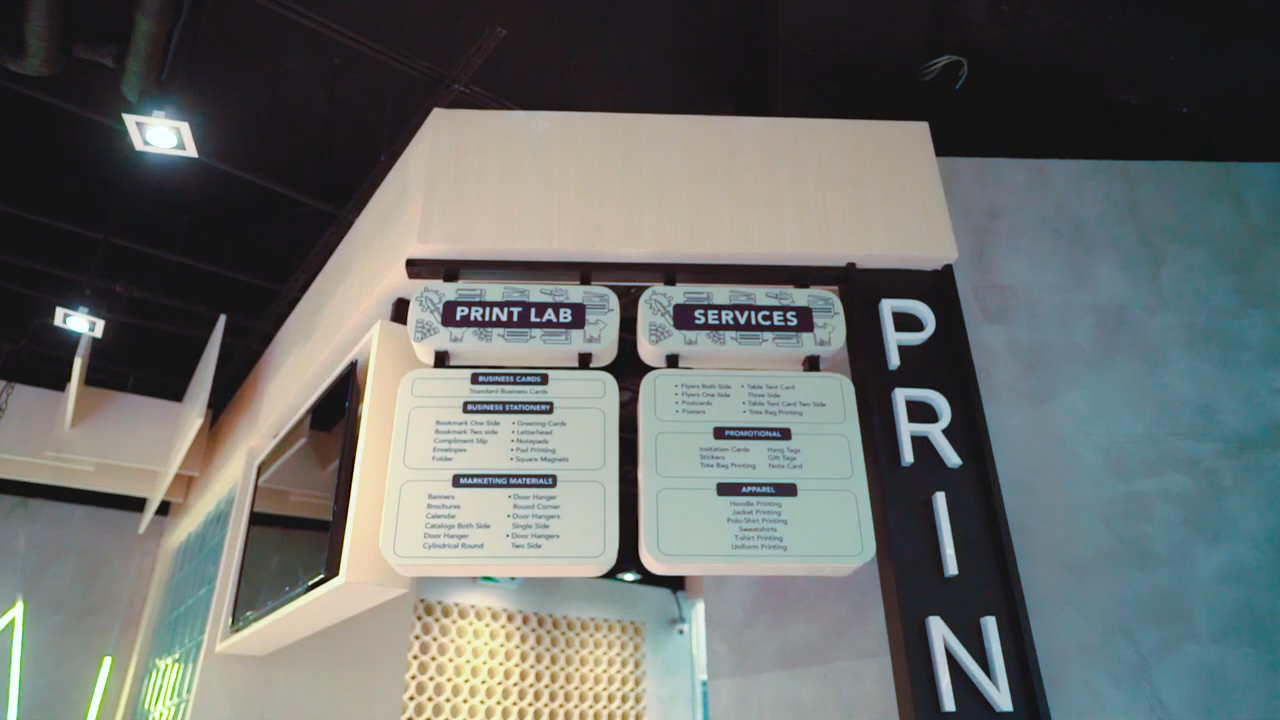 PRINT LAB
BUSINESS CARDS
Standard Business Cards
BUSINESS STATIONERY
Bookmark One Side
Bookmark Two side
Compliment Slip
Envelopes
Folder
• Greeting Cards
• Letterhead
• Notepads
• Pad Printing
• Square Magnets
MARKETING MATERIALS
Banners
Brochures
Calendar
Catalogs Both Side
Door Hanger
Cylindrical Round
• Door Hanger
Round Corner
• Door Hangers
Single Side
• Door Hangers
Two Side
SERVICES
• Flyers Both Side
• Flyers One Side
• Postcards
• Posters
• Table Tent Card
Three Side
• Table Tent Card Two Side
• Tote Bag Printing
PROMOTIONAL
Invitation Cards
Stickers
Tote Bag Printing
Hang Tags
Gift Tags
Note Card
APPAREL
Hoodie Printing
Jacket Printing
Polo-Shirt Printing
Sweatshirts
T-shirt Printing
Uniform Printing
PRIN